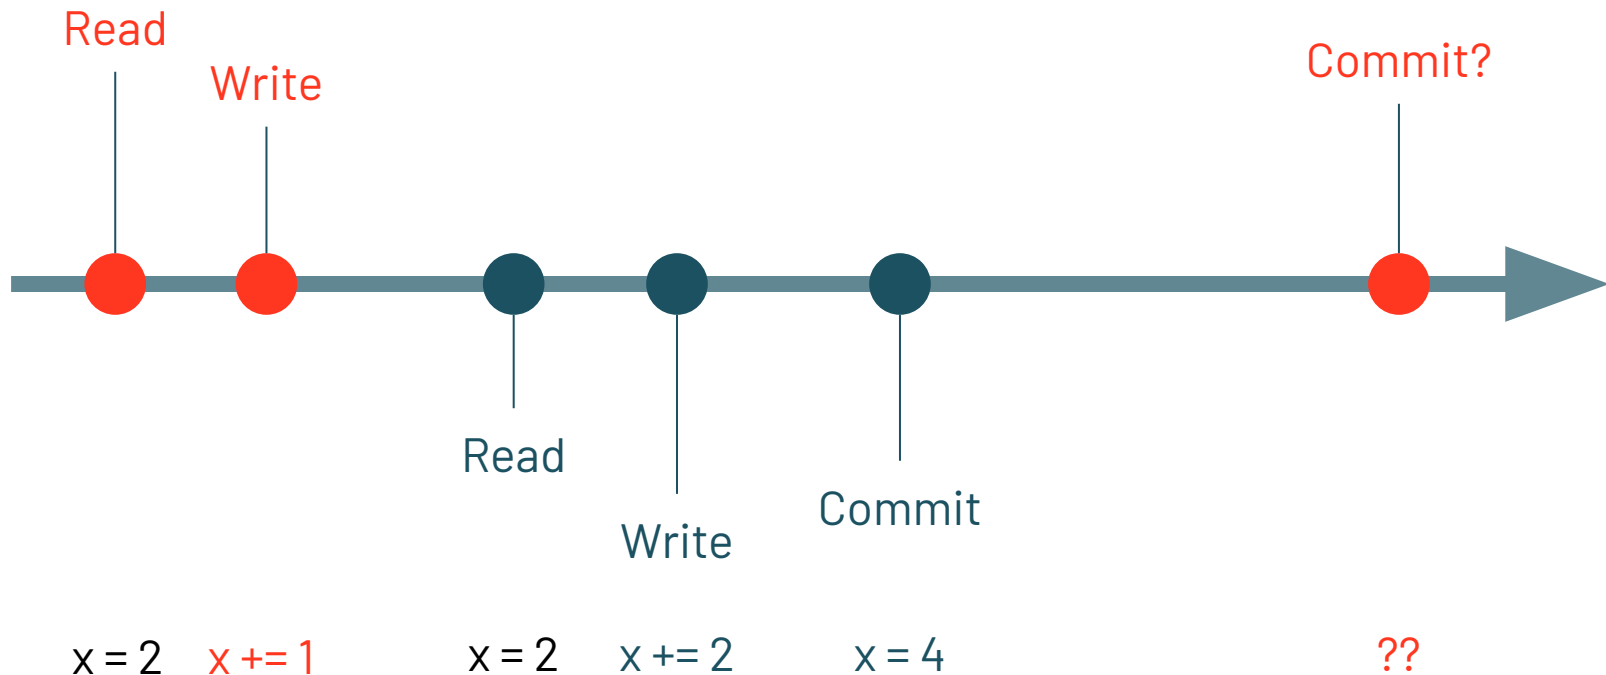 Read
Write
Commit?
Read
Write
Commit
x = 2
x += 1
x = 2
x += 2
x = 4
??